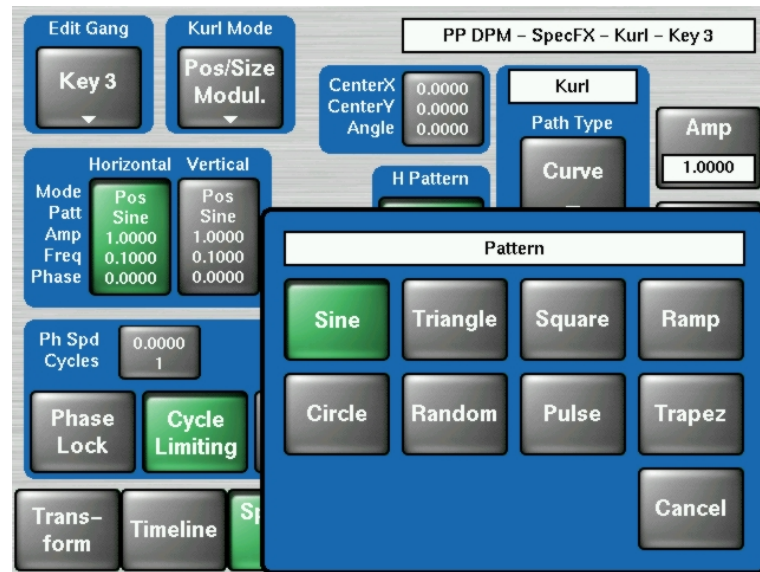 Edit Gang
Key 3
Kurl Mode
Pos/Size
Modul.
PP DPM – SpecFX – Kurl – Key 3
CenterX 0.0000
CenterY 0.0000
Angle 0.0000
Kurl
Path Type
Curve
Amp
1.0000
Horizontal Vertical
Mode Pos Pos
Patt Sine Sine
Amp 1.0000 1.0000
Freq 0.1000 0.1000
Phase 0.0000 0.0000
H Pattern
Pattern
Sine Triangle Square Ramp
Circle Random Pulse Trapez
Cancel
Ph Spd 0.0000
Cycles 1
Phase
Lock
Cycle
Limiting
Trans–
form
Timeline